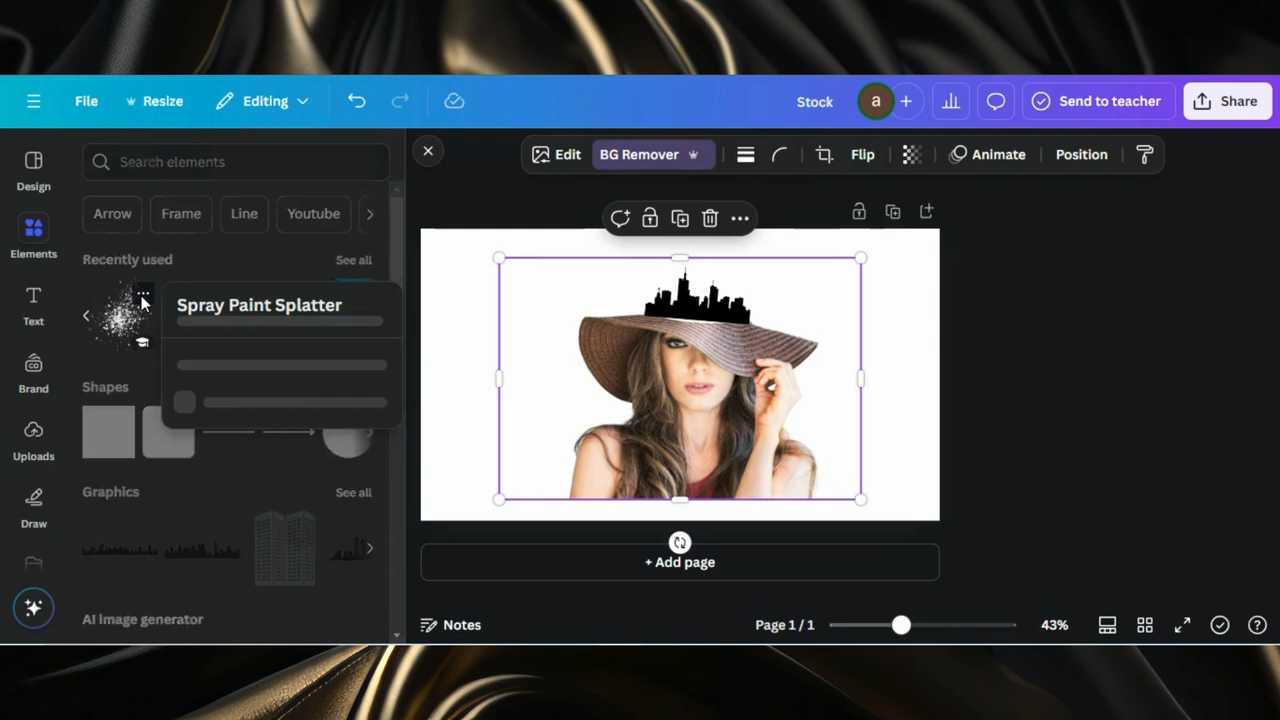 File
Resize
Editing
Stock
a
+
Send to teacher
Share
Design
Elements
Text
Brand
Uploads
Draw
Search elements
Arrow
Frame
Line
Youtube
Recently used
See all
Spray Paint Splatter
Shapes
Graphics
See all
AI image generator
Edit
BG Remover
Flip
Animate
Position
+ Add page
Notes
Page 1 / 1
43%